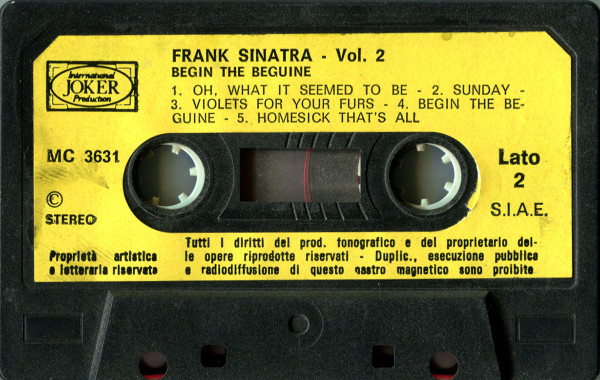 FRANK SINATRA - Vol. 2
BEGIN THE BEGUINE
International
JOKER
Production
1. OH, WHAT IT SEEMED TO BE - 2. SUNDAY -
3. VIOLETS FOR YOUR FURS - 4. BEGIN THE BE-
GUINE - 5. HOMESICK THAT'S ALL
MC 3631
Lato
2
©
STEREO
S.I.A.E.
Proprietà artistica
e letteraria riservata
Tutti i diritti del prod. fonografico e del proprietario del-
le opere riprodotte riservati - Duplic., esecuzione pubblica
e radiodiffusione di questo nastro magnetico sono proibite